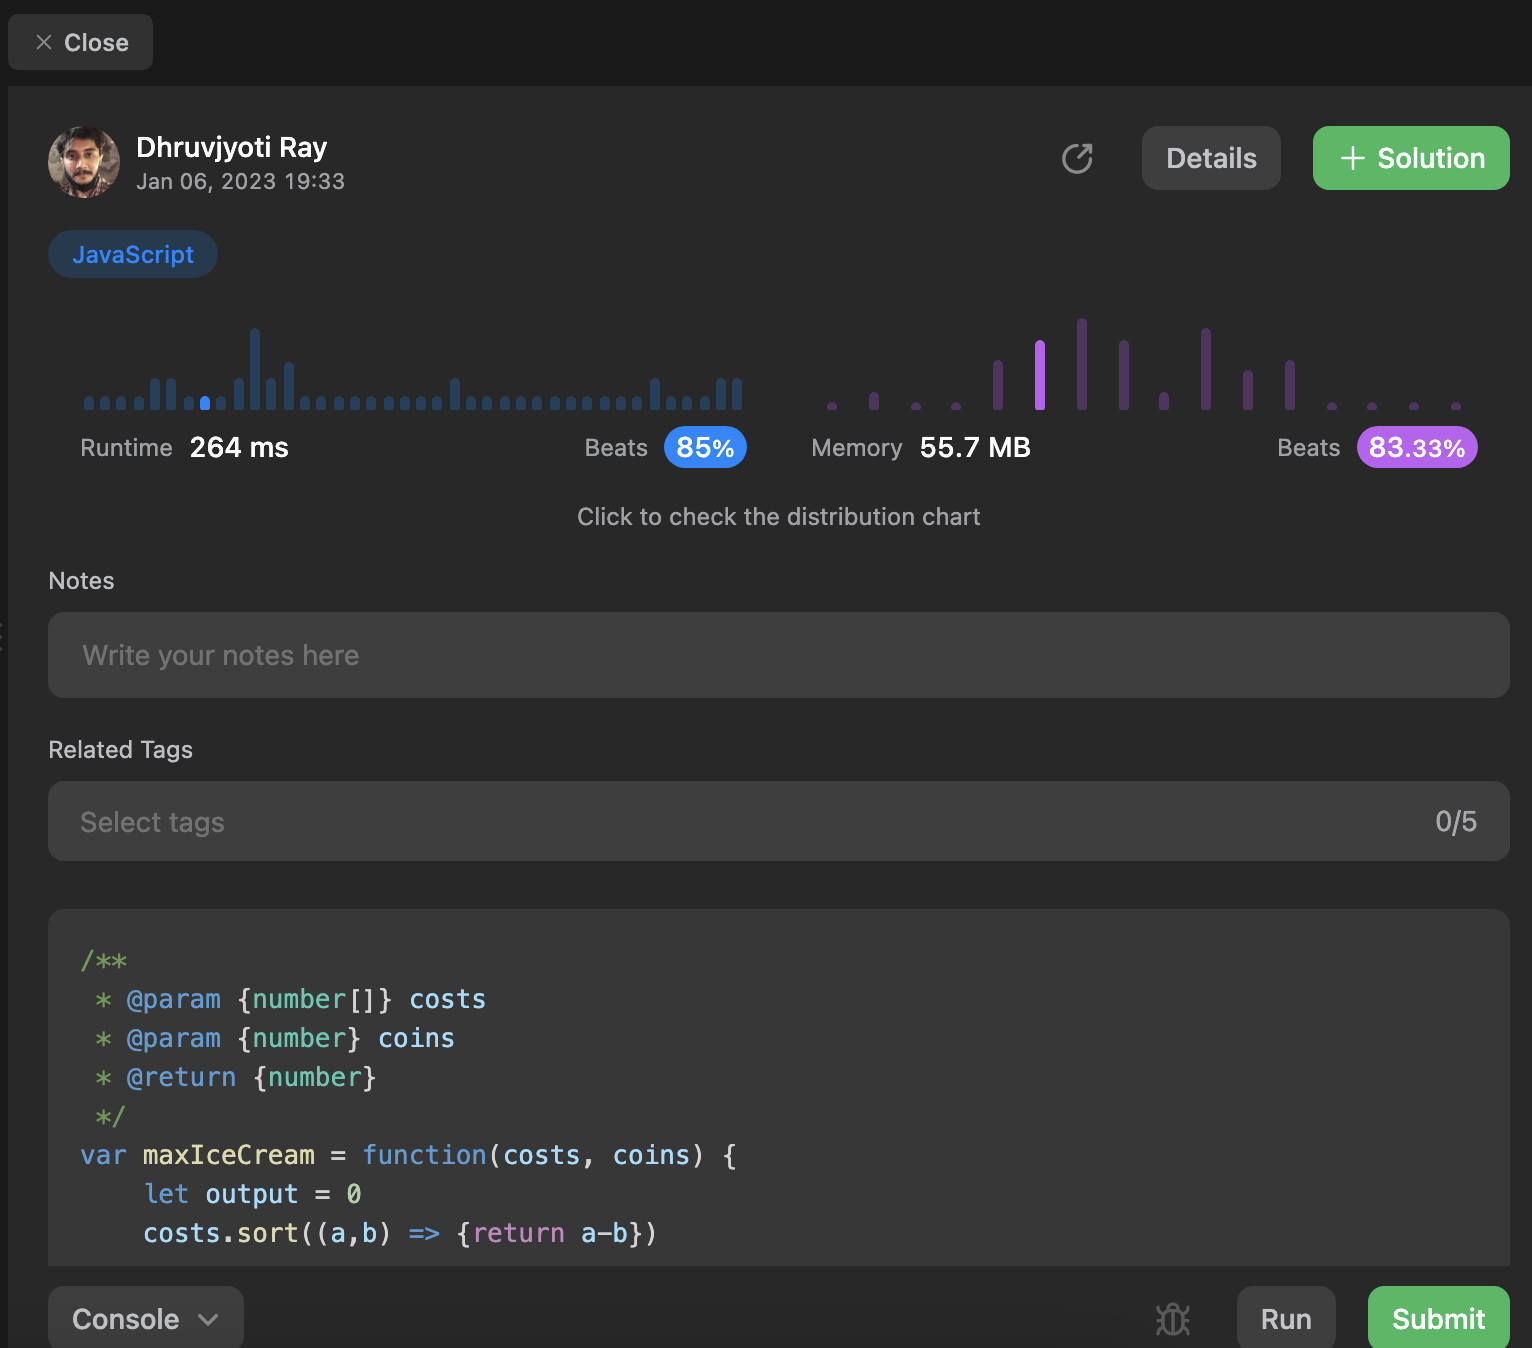 Close
Dhruvjyoti Ray
Jan 06, 2023 19:33
Details
+ Solution
JavaScript
Runtime 264 ms Beats 85%
Memory 55.7 MB Beats 83.33%
Click to check the distribution chart
Notes
Write your notes here
Related Tags
Select tags 0/5
/**
 * @param {number[]} costs
 * @param {number} coins
 * @return {number}
 */
var maxIceCream = function(costs, coins) {
    let output = 0
    costs.sort((a,b) => {return a-b})
Console
Run
Submit